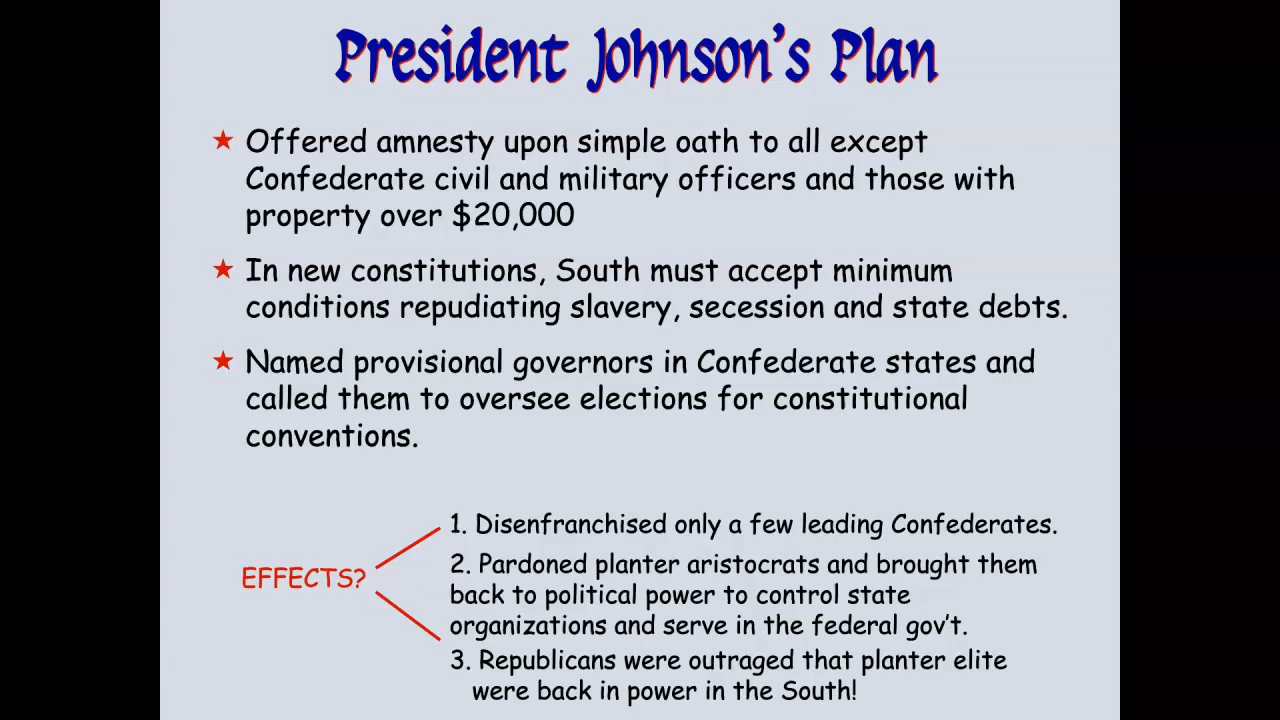 President Johnson's Plan
★ Offered amnesty upon simple oath to all except
Confederate civil and military officers and those with
property over $20,000
★ In new constitutions, South must accept minimum
conditions repudiating slavery, secession and state debts.
★ Named provisional governors in Confederate states and
called them to oversee elections for constitutional
conventions.
EFFECTS?
1. Disenfranchised only a few leading Confederates.
2. Pardoned planter aristocrats and brought them
back to political power to control state
organizations and serve in the federal gov't.
3. Republicans were outraged that planter elite
were back in power in the South!